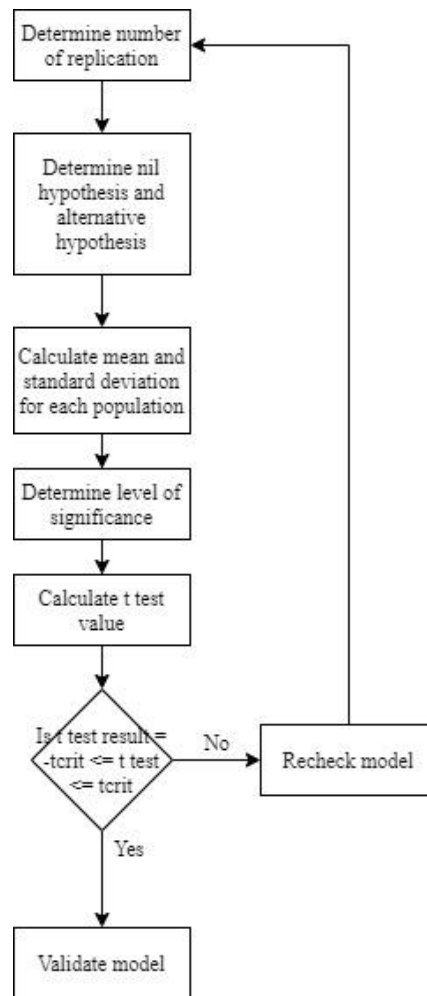 Determine number
of replication
Determine nil
hypothesis and
alternative
hypothesis
Calculate mean and
standard deviation
for each population
Determine level of
significance
Calculate t test
value
Is t test result =
-tcrit <= t test
<= tcrit
No
Recheck model
Yes
Validate model